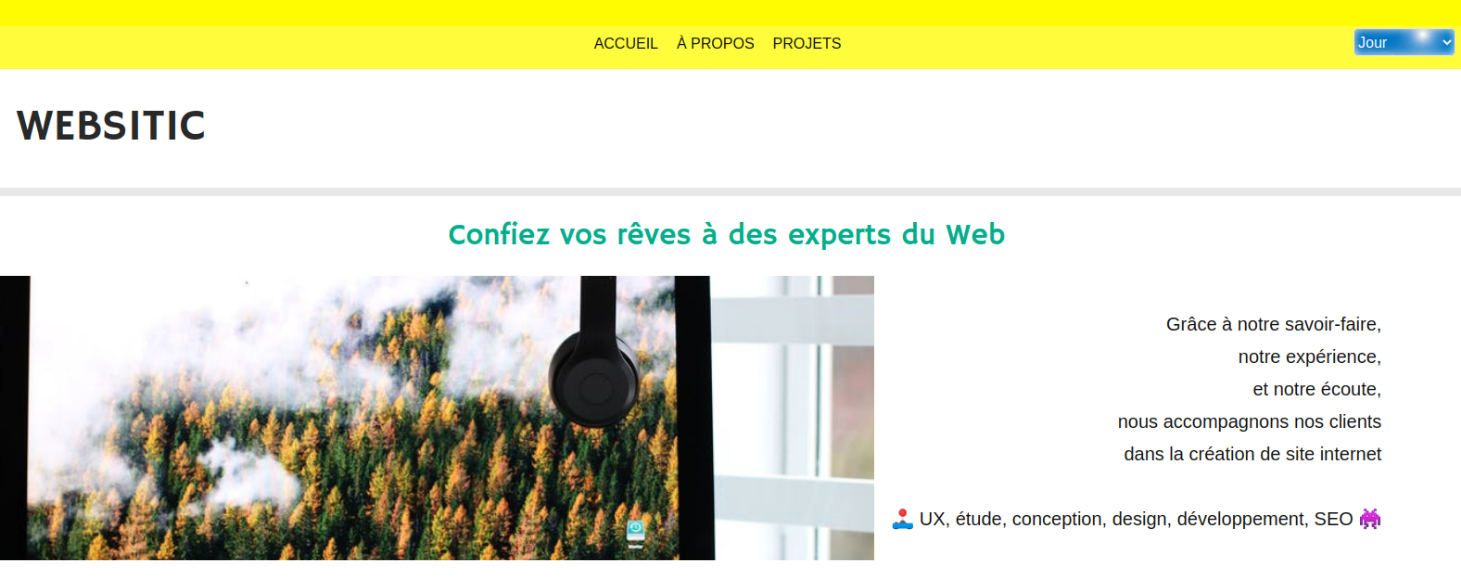 ACCUEIL À PROPOS PROJETS Jour
WEBSITIC
Confiez vos rêves à des experts du Web
Grâce à notre savoir-faire,
notre expérience,
et notre écoute,
nous accompagnons nos clients
dans la création de site internet
🕹️ UX, étude, conception, design, développement, SEO 👾